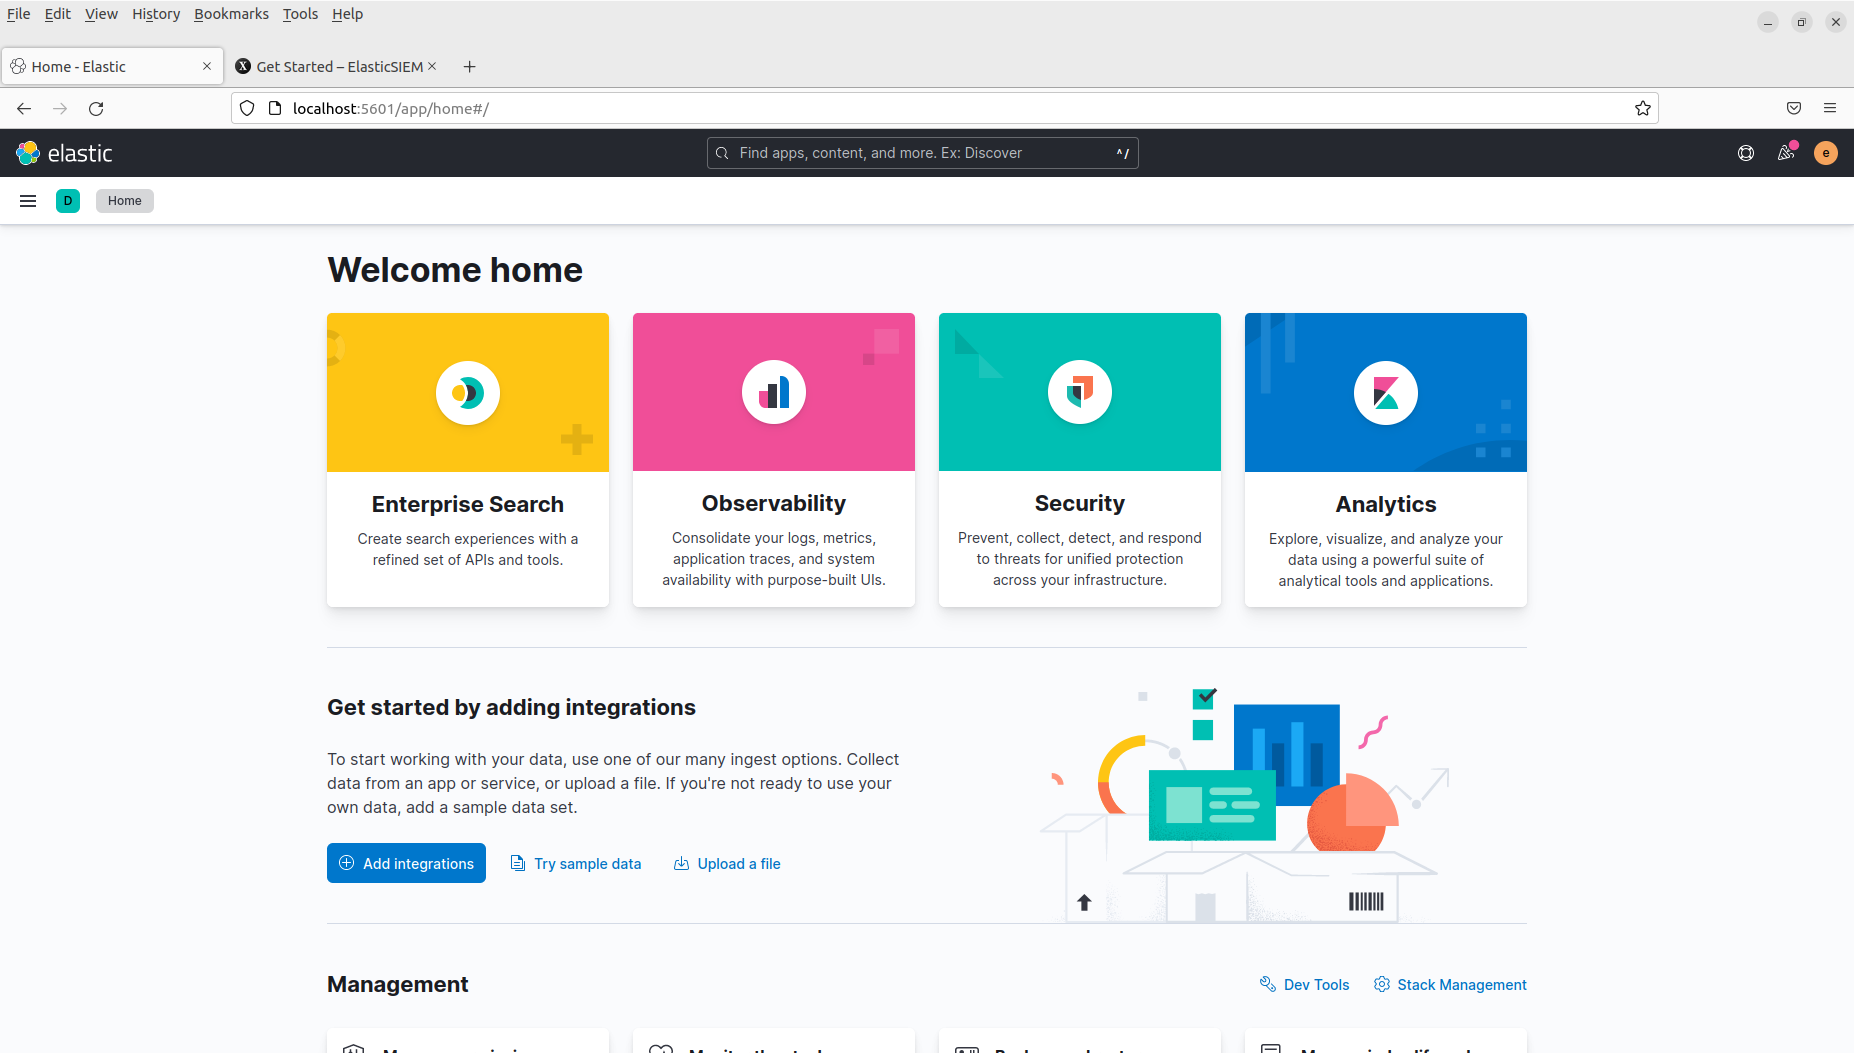 File Edit View History Bookmarks Tools Help
Home - Elastic
Get Started – ElasticSIEM
localhost:5601/app/home#/
elastic
Find apps, content, and more. Ex: Discover ^/
e
D
Home
Welcome home
Enterprise Search
Create search experiences with a
refined set of APIs and tools.
Observability
Consolidate your logs, metrics,
application traces, and system
availability with purpose-built UIs.
Security
Prevent, collect, detect, and respond
to threats for unified protection
across your infrastructure.
Analytics
Explore, visualize, and analyze your
data using a powerful suite of
analytical tools and applications.
Get started by adding integrations
To start working with your data, use one of our many ingest options. Collect
data from an app or service, or upload a file. If you're not ready to use your
own data, add a sample data set.
Add integrations
Try sample data
Upload a file
Management
Dev Tools
Stack Management